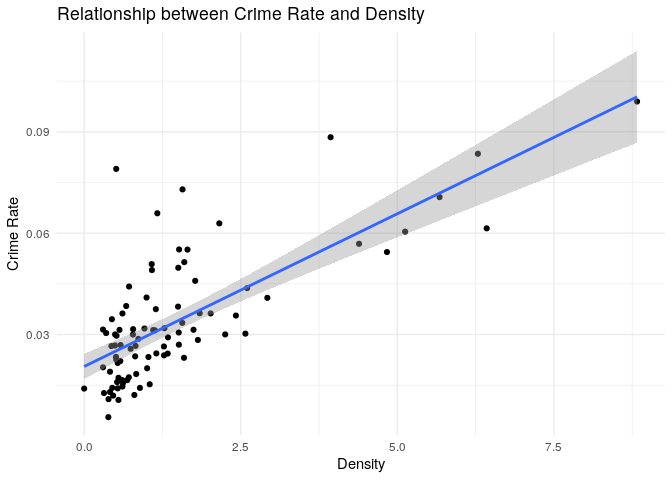 Relationship between Crime Rate and Density
0.09
0.06
0.03
Crime Rate
0.0 2.5 5.0 7.5
Density